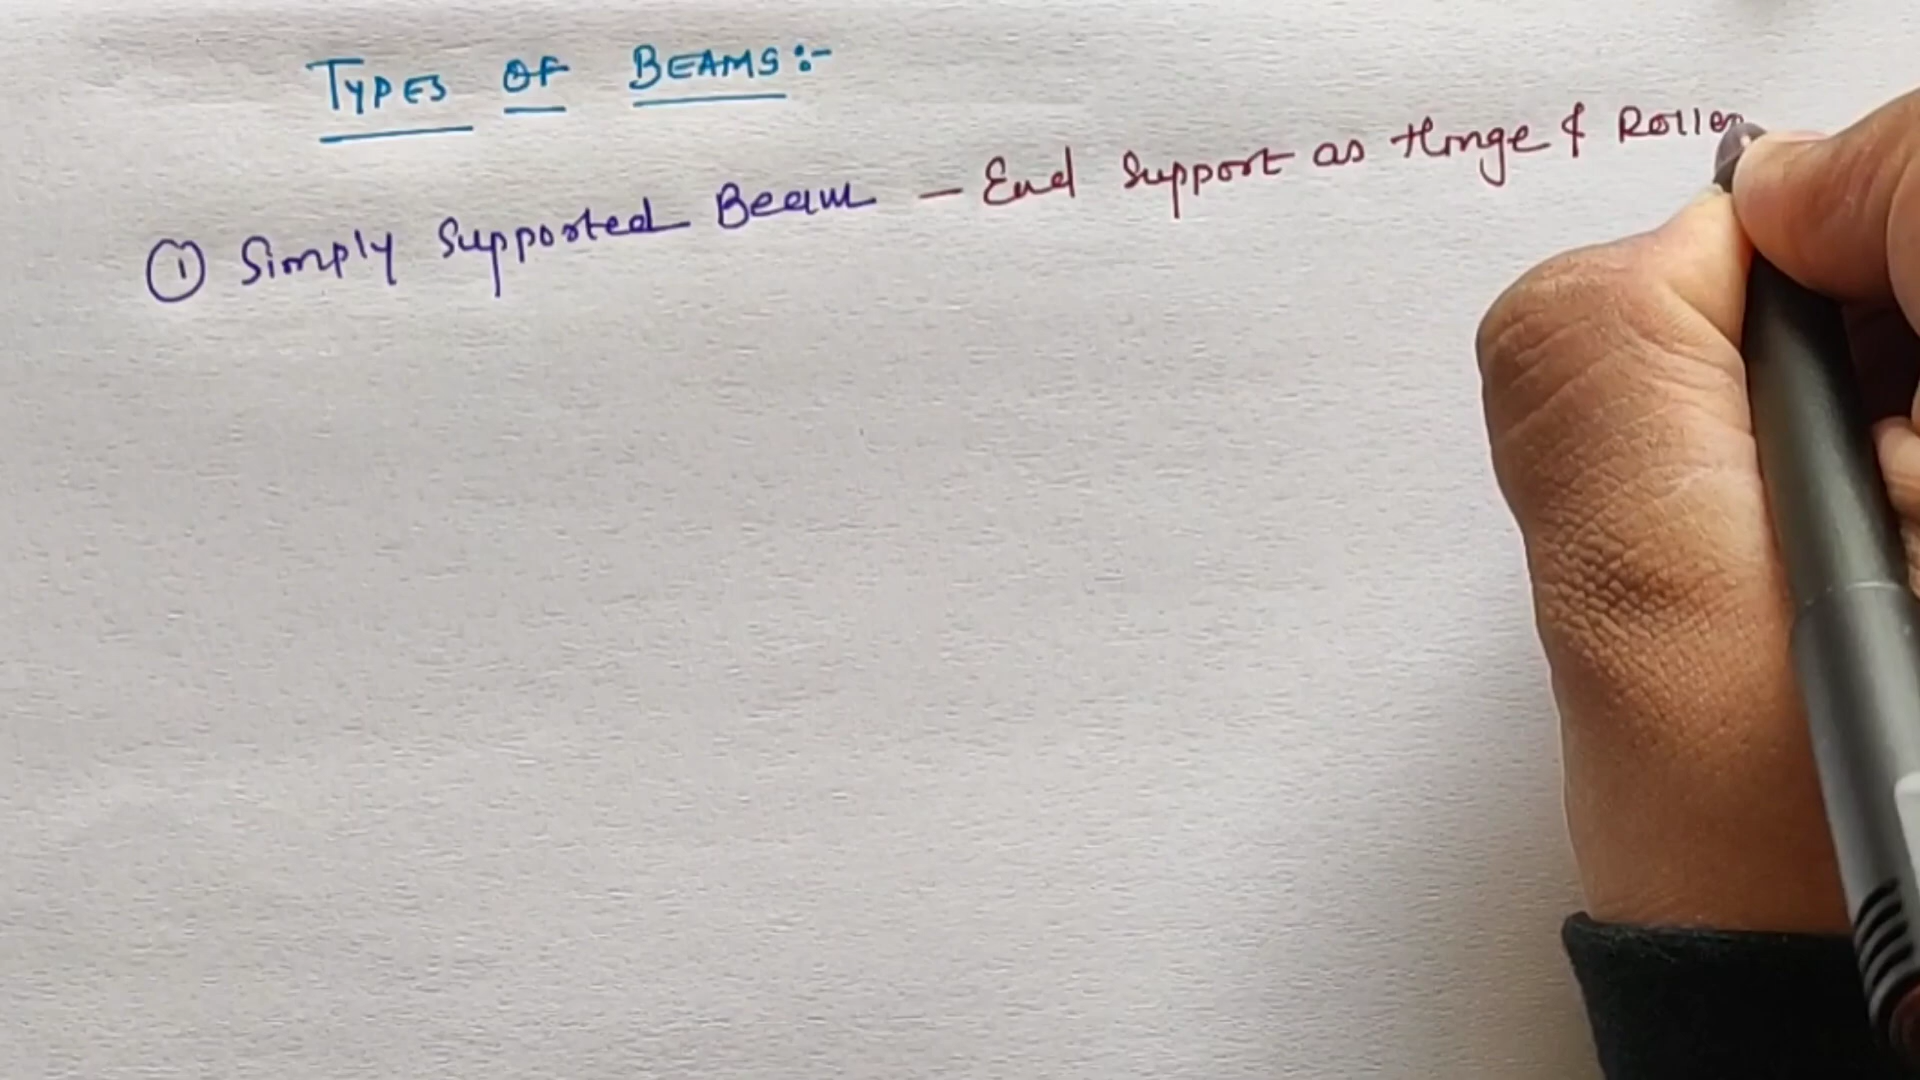 TYPES OF BEAMS:-
① Simply Supported Beam - End Support as Hinge & Roller